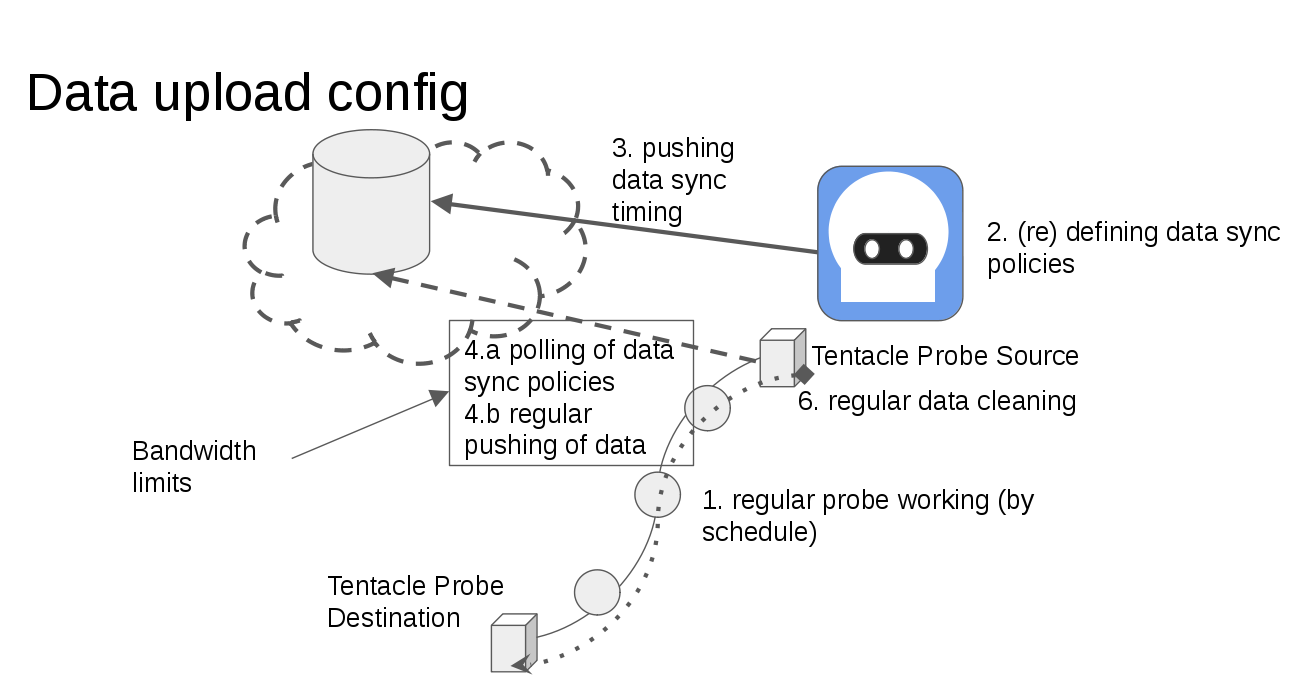 Data upload config
3. pushing
data sync
timing
2. (re) defining data sync
policies
4.a polling of data
sync policies
4.b regular
pushing of data
Tentacle Probe Source
6. regular data cleaning
Bandwidth
limits
1. regular probe working (by
schedule)
Tentacle Probe
Destination